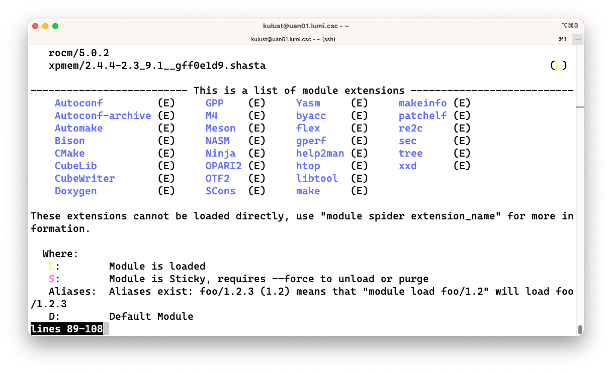 kulust@uan01.lumi.csc - ~
⌥⌘3
kulust@uan01.lumi.csc - ~ (ssh)
⌘1
rocm/5.0.2
xpmem/2.4.4-2.3_9.1__gff0e1d9.shasta (L)
------------------------- This is a list of module extensions --------------------------
Autoconf (E) GPP (E) Yasm (E) makeinfo (E)
Autoconf-archive (E) M4 (E) byacc (E) patchelf (E)
Automake (E) Meson (E) flex (E) re2c (E)
Bison (E) NASM (E) gperf (E) sec (E)
CMake (E) Ninja (E) help2man (E) tree (E)
CubeLib (E) OPARI2 (E) htop (E) xxd (E)
CubeWriter (E) OTF2 (E) libtool (E)
Doxygen (E) SCons (E) make (E)
These extensions cannot be loaded directly, use "module spider extension_name" for more in
formation.
Where:
L: Module is loaded
S: Module is Sticky, requires --force to unload or purge
Aliases: Aliases exist: foo/1.2.3 (1.2) means that "module load foo/1.2" will load foo
/1.2.3
D: Default Module
lines 89-108